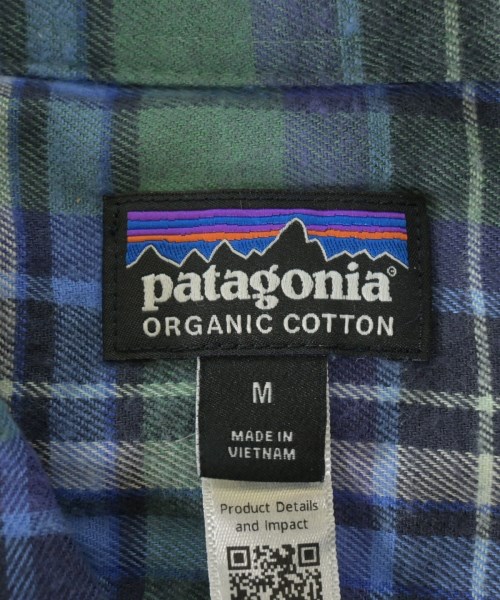 patagonia©
ORGANIC COTTON
M
MADE IN
VIETNAM
Product Details
and Impact